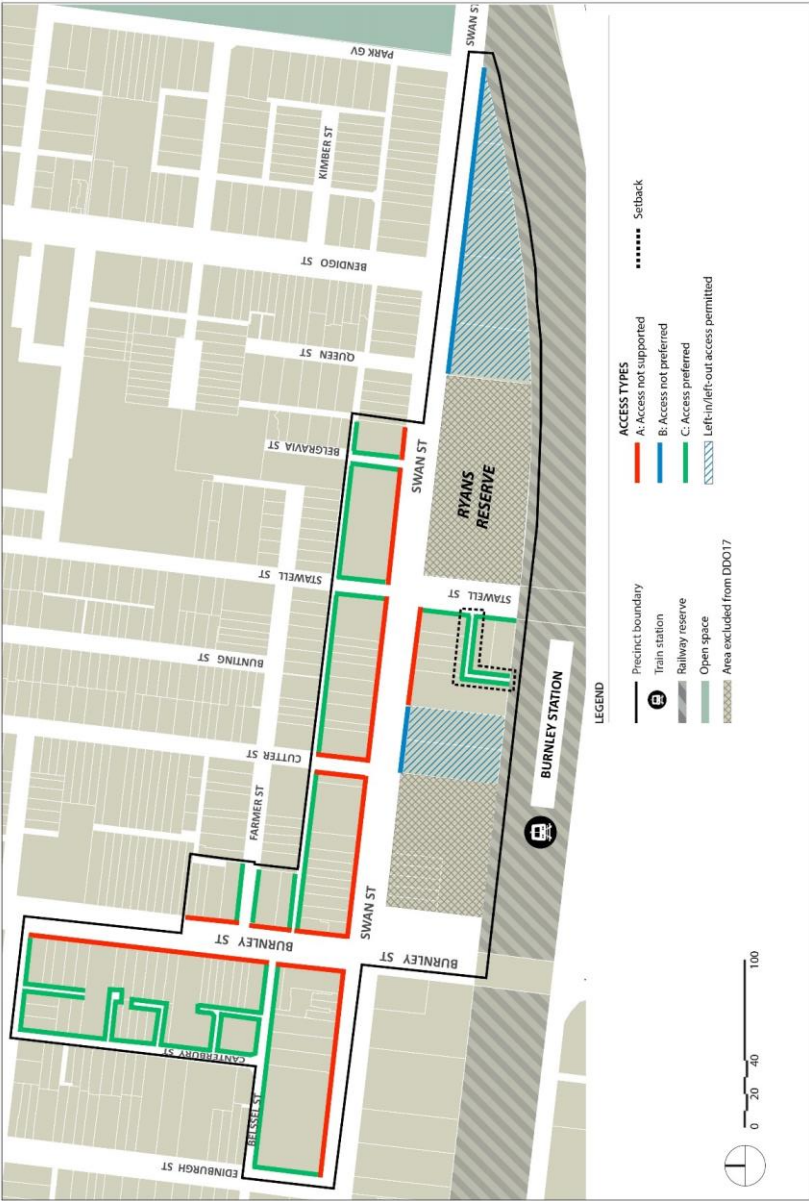 SWAN ST
PARK GV
KIMBER ST
BENDIGO ST
QUEEN ST
BELGRAVIA ST
SWAN ST
RYANS
RESERVE
STAWELL ST
STAWELL ST
BUNTING ST
CUTTER ST
FARMER ST
BURNLEY STATION
SWAN ST
BURNLEY ST
BURNLEY ST
CANTERBURY ST
BELSSEL ST
EDINBURGH ST
LEGEND
Precinct boundary
Train station
Railway reserve
Open space
Area excluded from DDO17
ACCESS TYPES
A: Access not supported
B: Access not preferred
C: Access preferred
Left-in/left-out access permitted
Setback
0 20 40 100